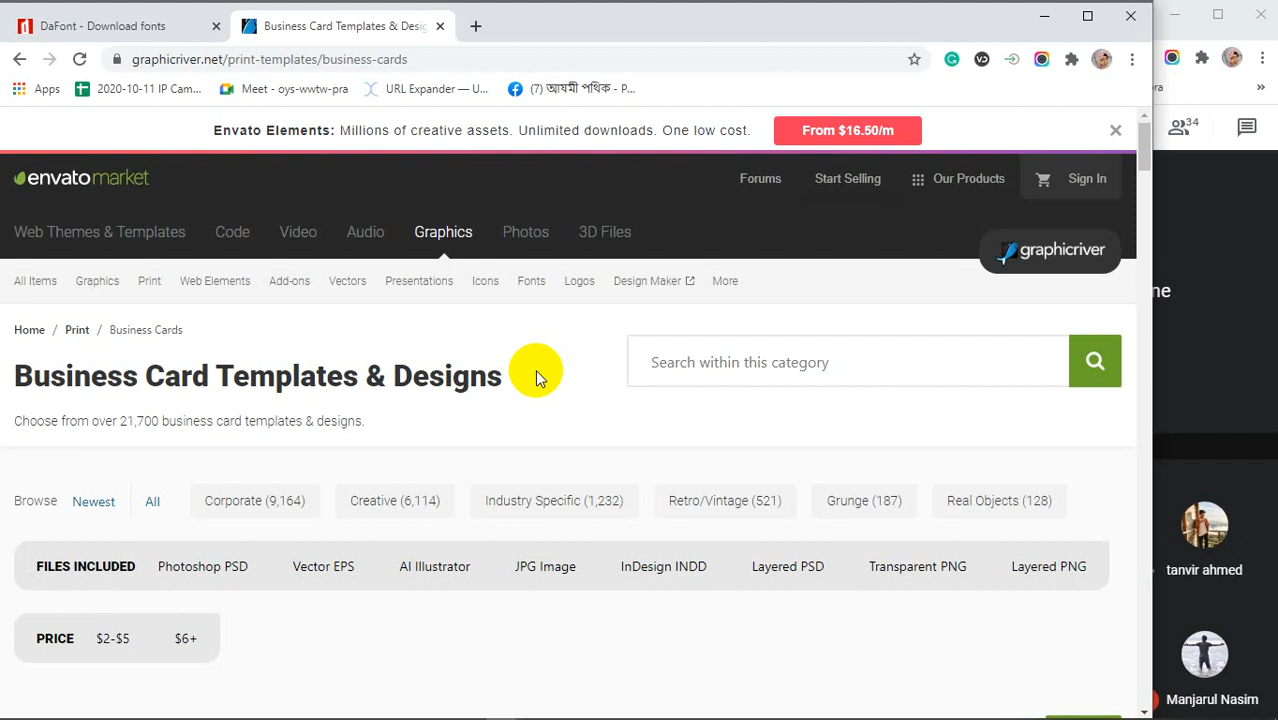 DaFont - Download fonts
Business Card Templates & Desig
graphicriver.net/print-templates/business-cards
Apps
2020-10-11 IP Cam...
Meet - oys-wwtw-pra
URL Expander — U...
(7) আযমী পথিক - P...
ra
Envato Elements: Millions of creative assets. Unlimited downloads. One low cost.
From $16.50/m
34
envatomarket
Forums
Start Selling
Our Products
Sign In
Web Themes & Templates
Code
Video
Audio
Graphics
Photos
3D Files
graphicriver
All Items
Graphics
Print
Web Elements
Add-ons
Vectors
Presentations
Icons
Fonts
Logos
Design Maker
More
ne
Home / Print / Business Cards
Search within this category
Business Card Templates & Designs
Choose from over 21,700 business card templates & designs.
Browse
Newest
All
Corporate (9,164)
Creative (6,114)
Industry Specific (1,232)
Retro/Vintage (521)
Grunge (187)
Real Objects (128)
FILES INCLUDED
Photoshop PSD
Vector EPS
AI Illustrator
JPG Image
InDesign INDD
Layered PSD
Transparent PNG
Layered PNG
tanvir ahmed
PRICE
$2-$5
$6+
Manjarul Nasim